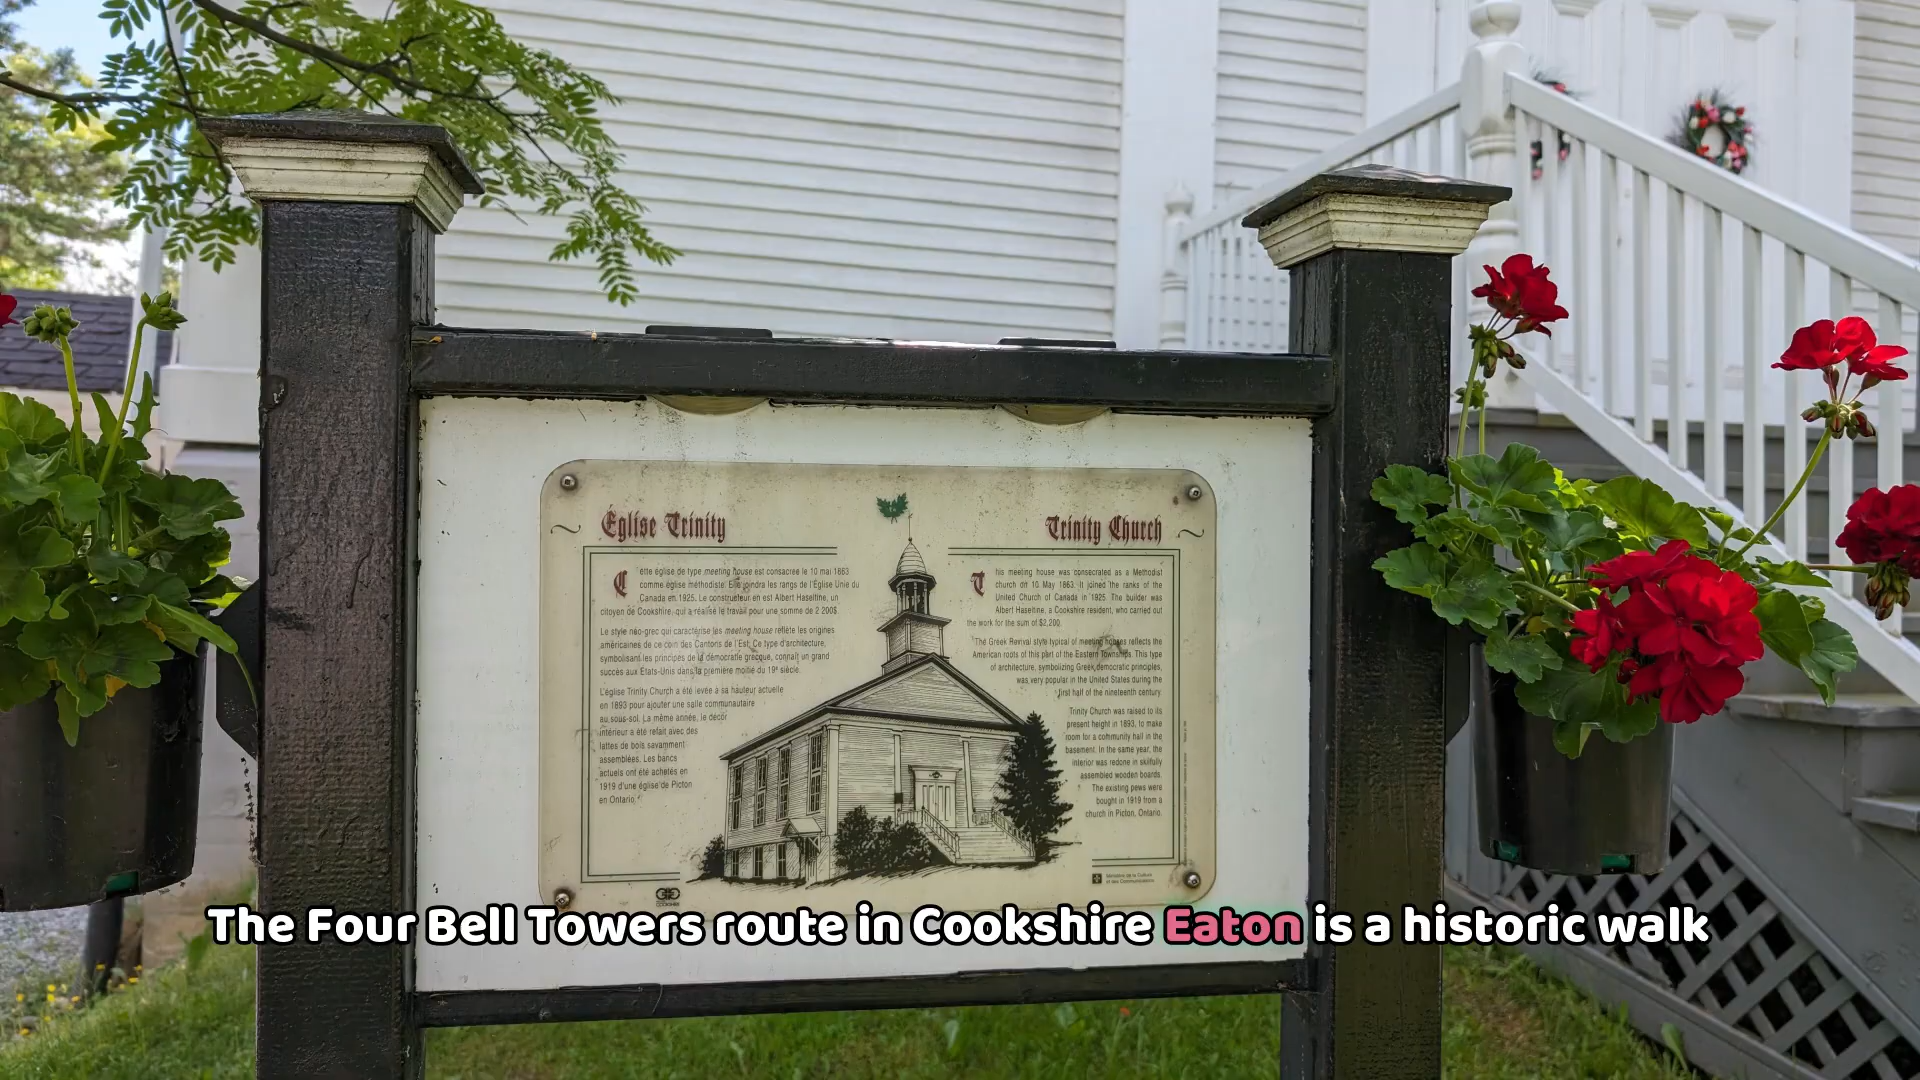 Église Trinity
Cette église de type meeting house est consacrée le 10 mai 1863
comme église méthodiste. Elle joindra les rangs de l'Église Unie du
Canada en 1925. Le constructeur en est Albert Haseltine, un
citoyen de Cookshire, qui a réalisé le travail pour une somme de 2 200$.
Le style néo-grec qui caractérise les meeting house reflète les origines
américaines de ce coin des Cantons de l'Est. Ce type d'architecture,
symbolisant les principes de la démocratie grecque, connaît un grand
succès aux États-Unis dans la première moitié du 19e siècle.
L'église Trinity Church a été levée à sa hauteur actuelle
en 1893 pour ajouter une salle communautaire
au sous-sol. La même année, le décor
intérieur a été refait avec des
lattes de bois savamment
assemblées. Les bancs
actuels ont été achetés en
1919 d'une église de Picton
en Ontario.
Trinity Church
This meeting house was consecrated as a Methodist
church on 10 May 1863. It joined the ranks of the
United Church of Canada in 1925. The builder was
Albert Haseltine, a Cookshire resident, who carried out
the work for the sum of $2,200.
The Greek Revival style typical of meeting houses reflects the
American roots of this part of the Eastern Townships. This type
of architecture, symbolizing Greek democratic principles,
was very popular in the United States during the
first half of the nineteenth century.
Trinity Church was raised to its
present height in 1893, to make
room for a community hall in the
basement. In the same year, the
interior was redone in skilfully
assembled wooden boards.
The existing pews were
bought in 1919 from a
church in Picton, Ontario.
Ministère de la Culture
et des Communications
The Four Bell Towers route in Cookshire Eaton is a historic walk